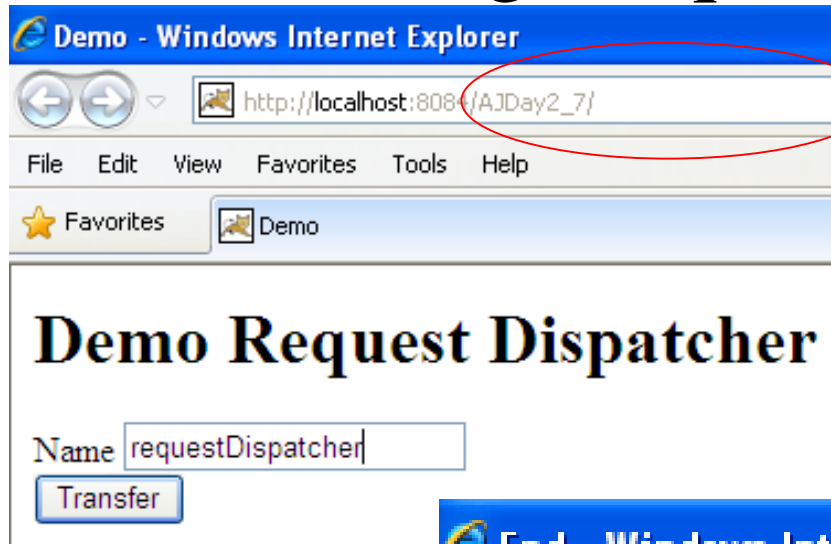 Demo - Windows Internet Explorer
http://localhost:8084/AJDay2_7/
File Edit View Favorites Tools Help
Favorites Demo
Demo Request Dispatcher
Name requestDispatcher
Transfer